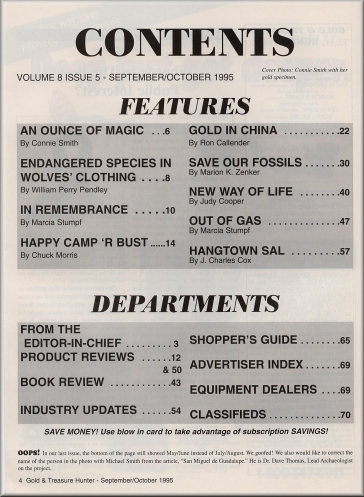 CONTENTS
VOLUME 8 ISSUE 5 - SEPTEMBER/OCTOBER 1995
Cover Photo: Connie Smith with her
gold specimen.
FEATURES
AN OUNCE OF MAGIC ...6
By Connie Smith
ENDANGERED SPECIES IN
WOLVES' CLOTHING ....8
By William Perry Pendley
IN REMEMBRANCE .....10
By Marcia Stumpf
HAPPY CAMP 'R BUST ......14
By Chuck Morris
GOLD IN CHINA ...........22
By Ron Callender
SAVE OUR FOSSILS .......30
By Marion K. Zenker
NEW WAY OF LIFE ........40
By Judy Cooper
OUT OF GAS ..............47
By Marcia Stumpf
HANGTOWN SAL .........57
By J. Charles Cox
DEPARTMENTS
FROM THE
EDITOR-IN-CHIEF ......... 3
PRODUCT REVIEWS ......12
& 50
BOOK REVIEW ............43
INDUSTRY UPDATES ......54
SHOPPER'S GUIDE .......65
ADVERTISER INDEX .......69
EQUIPMENT DEALERS ....69
CLASSIFIEDS .............70
SAVE MONEY! Use blow in card to take advantage of subscription SAVINGS!
OOPS! In our last issue, the bottom of the page still showed May/June instead of July/August. We goofed! We also would like to correct the
name of the person in the photo with Michael Smith from the article, "San Miguel de Guadalupe." He is Dr. Dave Thomas, Lead Archaeologist
on the project.
4 Gold & Treasure Hunter - September/October 1995